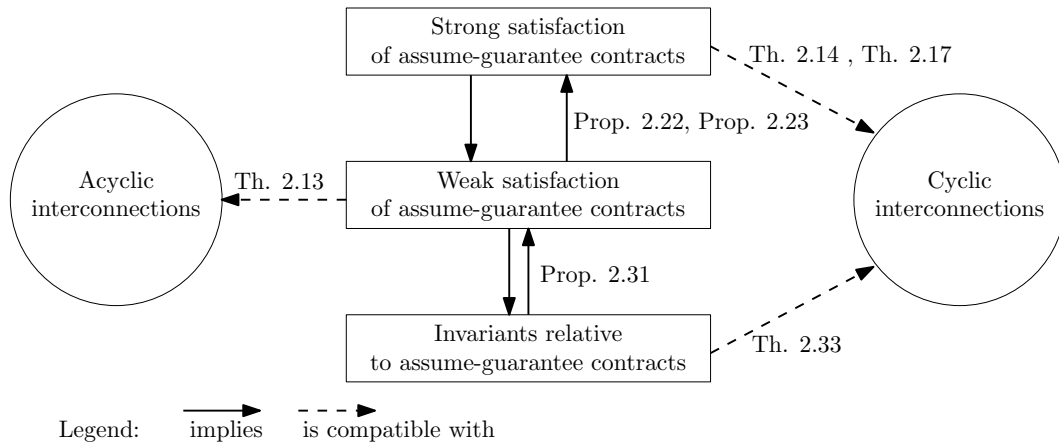 Strong satisfaction
of assume-guarantee contracts
Th. 2.14 , Th. 2.17
Prop. 2.22, Prop. 2.23
Acyclic
interconnections
Th. 2.13
Weak satisfaction
of assume-guarantee contracts
Cyclic
interconnections
Prop. 2.31
Invariants relative
to assume-guarantee contracts
Th. 2.33
Legend: implies is compatible with